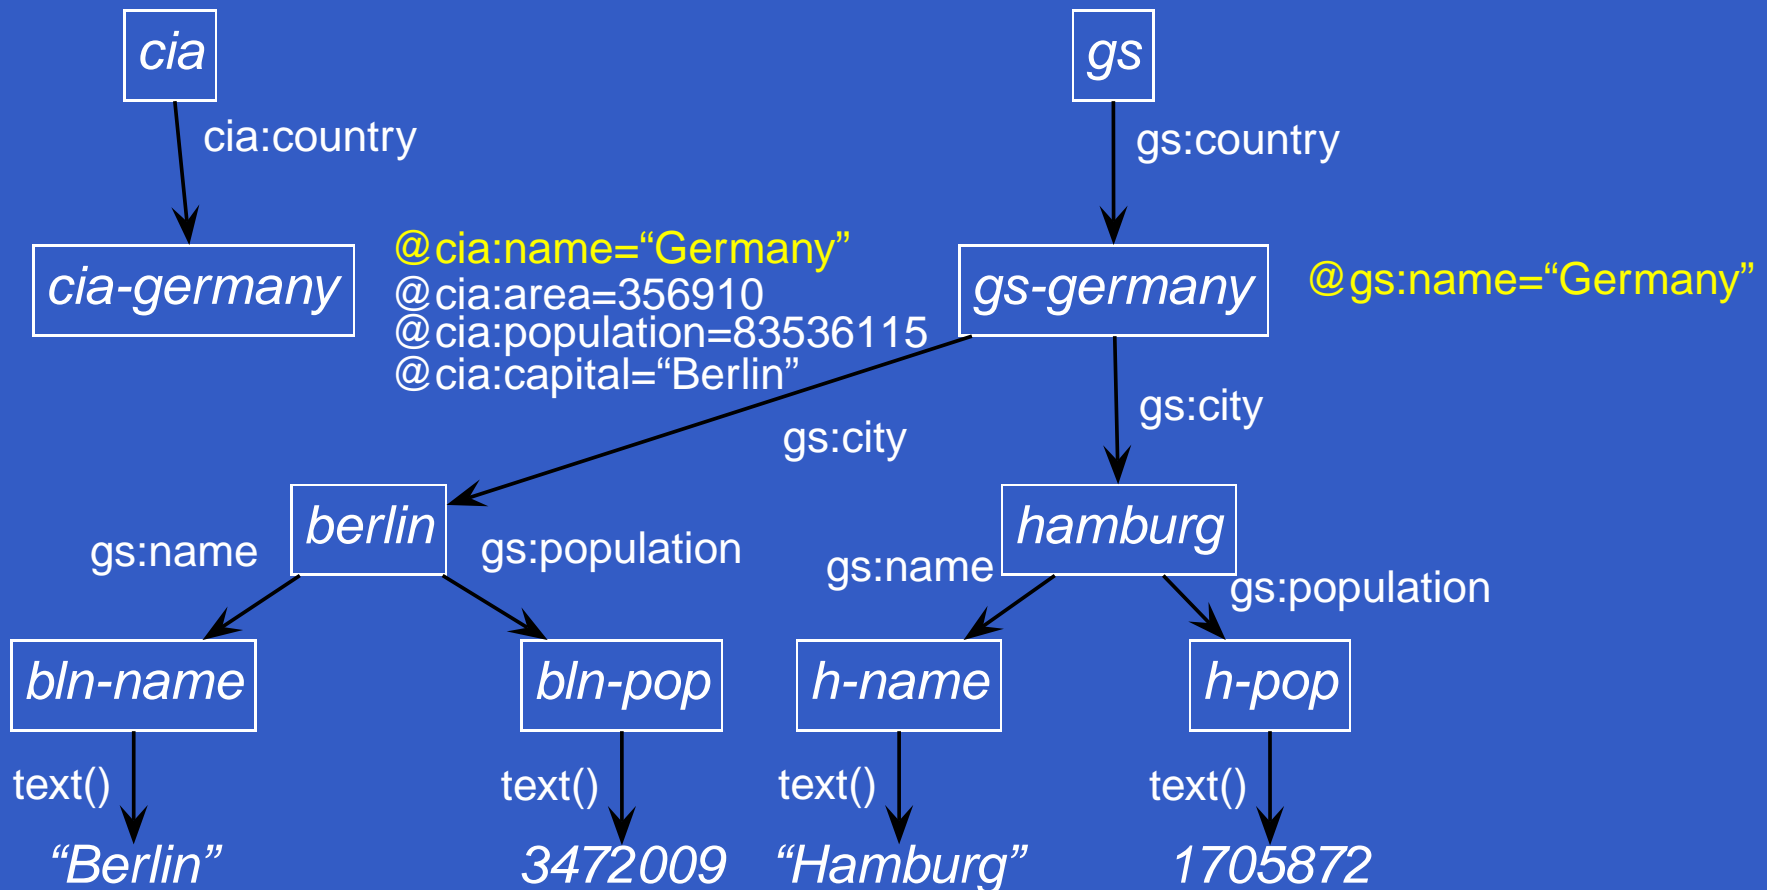 cia
gs
cia:country
gs:country
cia-germany
@cia:name=“Germany”
@cia:area=356910
@cia:population=83536115
@cia:capital=“Berlin”
gs-germany
@gs:name=“Germany”
gs:city
gs:city
berlin
hamburg
gs:name
gs:population
gs:name
gs:population
bln-name
bln-pop
h-name
h-pop
text()
text()
text()
text()
“Berlin”
3472009
“Hamburg”
1705872